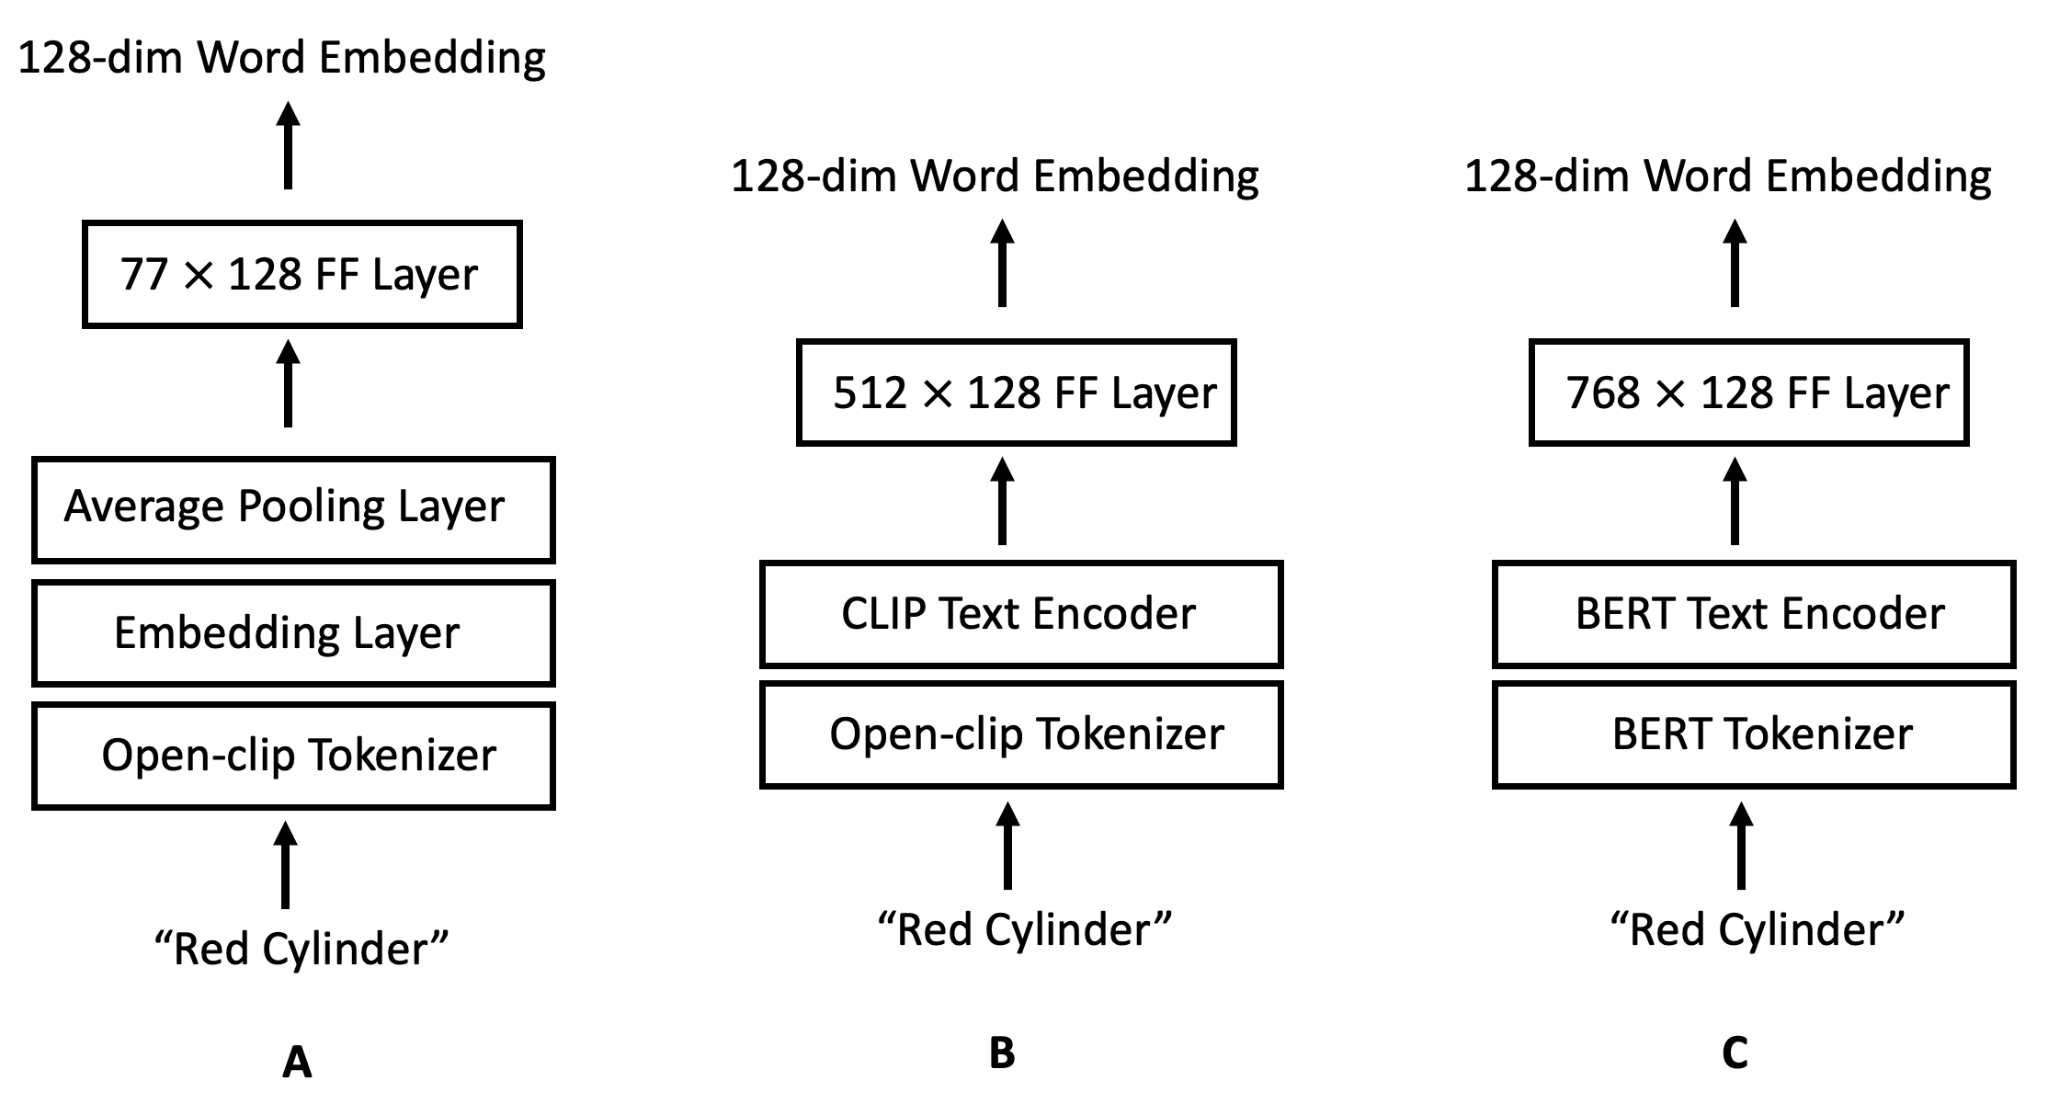 128-dim Word Embedding
77 × 128 FF Layer
Average Pooling Layer
Embedding Layer
Open-clip Tokenizer
“Red Cylinder”
A
128-dim Word Embedding
512 × 128 FF Layer
CLIP Text Encoder
Open-clip Tokenizer
“Red Cylinder”
B
128-dim Word Embedding
768 × 128 FF Layer
BERT Text Encoder
BERT Tokenizer
“Red Cylinder”
C